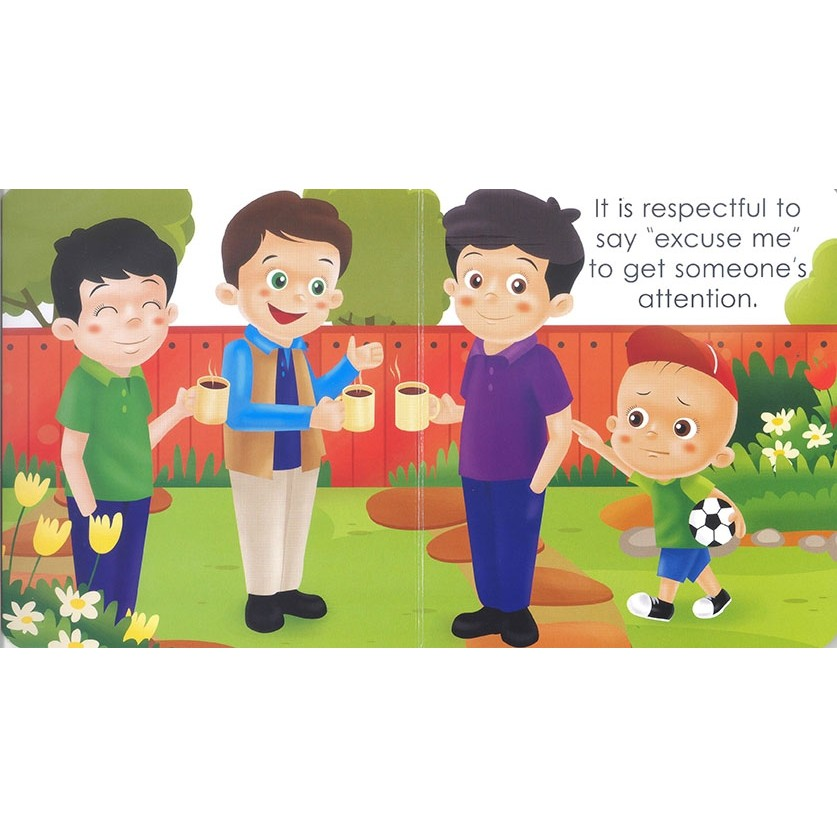 It is respectful to
say "excuse me"
to get someone's
attention.